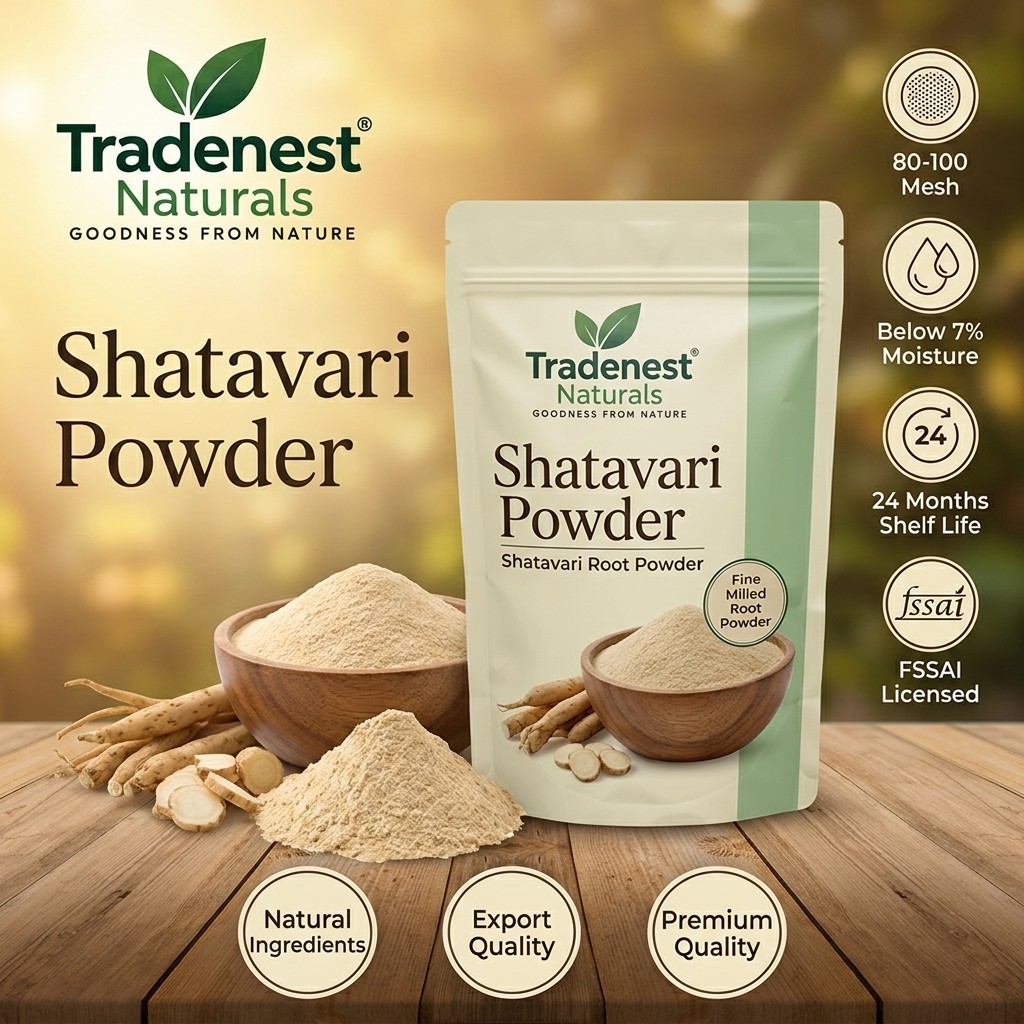 Tradenest®
Naturals
GOODNESS FROM NATURE
Shatavari
Powder
Tradenest®
Naturals
GOODNESS FROM NATURE
Shatavari
Powder
Shatavari Root Powder
Fine
Milled
Root
Powder
80-100
Mesh
Below 7%
Moisture
24
24 Months
Shelf Life
fssai
FSSAI
Licensed
Natural
Ingredients
Export
Quality
Premium
Quality